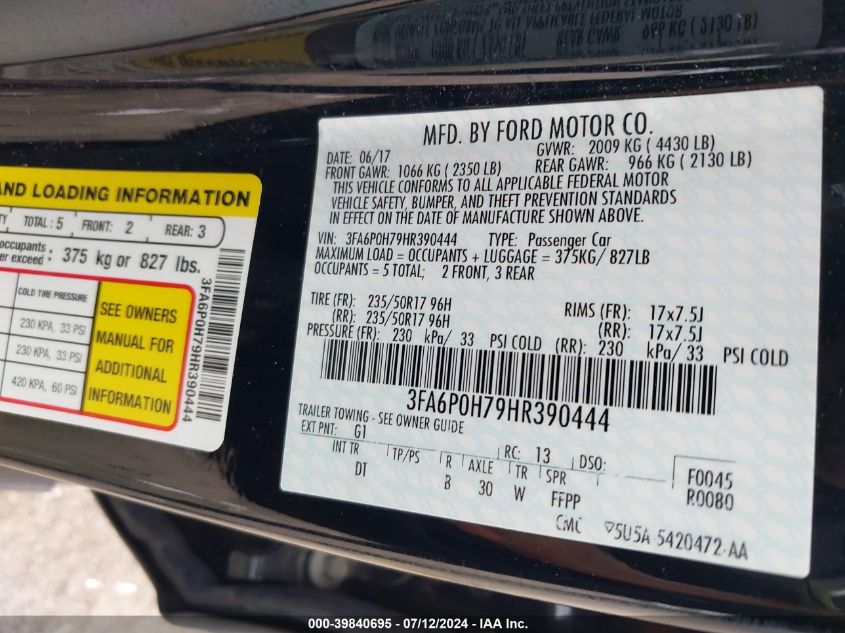 AND LOADING INFORMATION
TOTAL: 5 FRONT: 2 REAR: 3
occupants
exceed: 375 kg or 827 lbs.
COLD TIRE PRESSURE
230 KPA, 33 PSI
230 KPA, 33 PSI
420 KPA, 60 PSI
SEE OWNERS
MANUAL FOR
ADDITIONAL
INFORMATION
3FA6P0H79HR390444
MFD. BY FORD MOTOR CO.
DATE: 06/17 GVWR: 2009 KG ( 4430 LB)
FRONT GAWR: 1066 KG ( 2350 LB) REAR GAWR: 966 KG ( 2130 LB)
THIS VEHICLE CONFORMS TO ALL APPLICABLE FEDERAL MOTOR
VEHICLE SAFETY, BUMPER, AND THEFT PREVENTION STANDARDS
IN EFFECT ON THE DATE OF MANUFACTURE SHOWN ABOVE.
VIN: 3FA6P0H79HR390444 TYPE: Passenger Car
MAXIMUM LOAD = OCCUPANTS + LUGGAGE = 375KG/ 827LB
OCCUPANTS = 5 TOTAL; 2 FRONT, 3 REAR
TIRE (FR): 235/50R17 96H RIMS (FR): 17x7.5J
(RR): 235/50R17 96H (RR): 17x7.5J
PRESSURE (FR): 230 kPa/ 33 PSI COLD (RR): 230 kPa/ 33 PSI COLD
3FA6P0H79HR390444
TRAILER TOWING - SEE OWNER GUIDE
EXT PNT: G1 RC: 13 DSO: F0045
INT TR TP/PS R AXLE TR SPR R0080
DT B 30 W FFPP
CMC 5U5A 5420472-AA
000-39840695 - 07/12/2024 - IAA Inc.